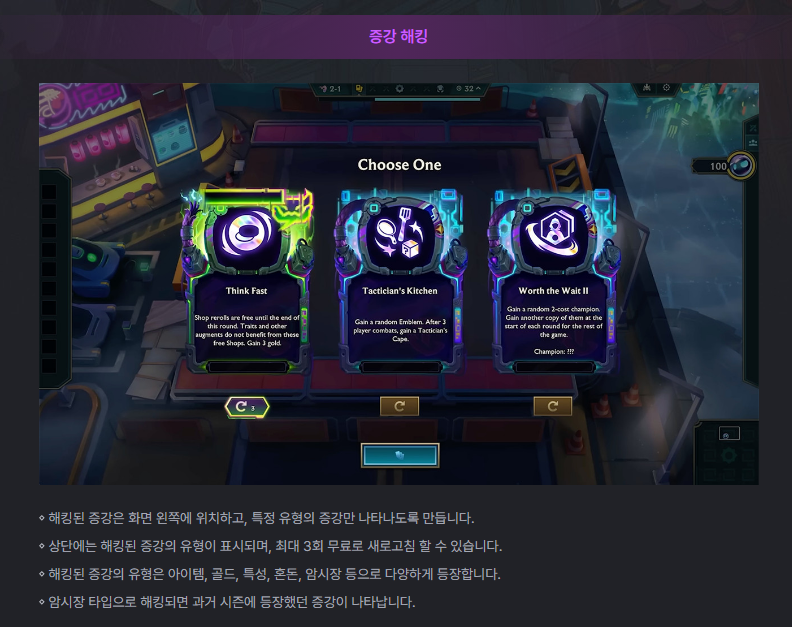 증강 해킹
2-1
32
100
Choose One
Think Fast
Shop rerolls are free until the end of
this round. Traits and other
augments do not benefit from these
free Shops. Gain 3 gold.
3
Tactician's Kitchen
Gain a random Emblem. After 3
player combats, gain a Tactician's
Cape.
Worth the Wait II
Gain a random 2-cost champion.
Gain another copy of them at the
start of each round for the rest of
the game.
Champion: ???
⋄ 해킹된 증강은 화면 왼쪽에 위치하고, 특정 유형의 증강만 나타나도록 만듭니다.
⋄ 상단에는 해킹된 증강의 유형이 표시되며, 최대 3회 무료로 새로고침 할 수 있습니다.
⋄ 해킹된 증강의 유형은 아이템, 골드, 특성, 혼돈, 암시장 등으로 다양하게 등장합니다.
⋄ 암시장 타입으로 해킹되면 과거 시즌에 등장했던 증강이 나타납니다.